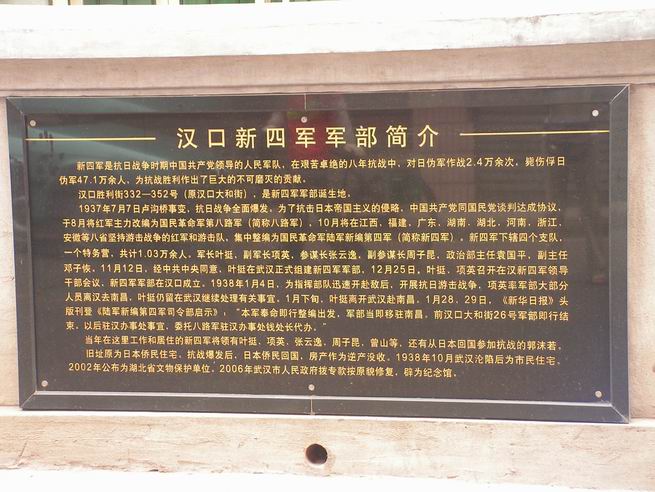 汉口新四军军部简介
新四军是抗日战争时期中国共产党领导的人民军队，在艰苦卓绝的八年抗战中、对日伪军作战2.4万余次，毙伤俘日
伪军47.1万余人，为抗战胜利作出了巨大的不可磨灭的贡献。
汉口胜利街332—352号（原汉口大和街），是新四军军部诞生地。
1937年7月7日卢沟桥事变，抗日战争全面爆发。为了抗击日本帝国主义的侵略，中国共产党同国民党谈判达成协议，
于8月将红军主力改编为国民革命军第八路军（简称八路军），10月将在江西、福建、广东、湖南、湖北、河南、浙江、
安徽等八省坚持游击战争的红军和游击队，集中整编为国民革命军陆军新编第四军（简称新四军）。新四军下辖四个支队，
一个特务营，共计1.03万余人，军长叶挺，副军长项英，参谋长张云逸，副参谋长周子昆，政治部主任袁国平，副主任
邓子恢。11月12日，经中共中央同意，叶挺在武汉正式组建新四军军部，12月25日，叶挺、项英召开在汉新四军领导
干部会议，新四军军部在汉口成立。1938年1月4日，为指挥部队迅速开赴敌后，开展抗日游击战争，项英率军部大部分
人员离汉去南昌，叶挺仍留在武汉继续处理有关事宜，1月下旬，叶挺离开武汉赴南昌，1月28、29日，《新华日报》头
版刊登《陆军新编第四军司令部启示》，“本军奉命即行整编出发，军部当即移驻南昌，前汉口大和街26号军部即行结
束，以后驻汉办事处事宜，委托八路军驻汉办事处钱处长代办。”
当年在这里工作和居住的新四军将领有叶挺、项英、张云逸、周子昆、曾山等，还有从日本回国参加抗战的郭沫若。
旧址原为日本侨民住宅，抗战爆发后，日本侨民回国，房产作为逆产没收。1938年10月武汉沦陷后为市民住宅，
2002年公布为湖北省文物保护单位，2006年武汉市人民政府拨专款按原貌修复，辟为纪念馆。